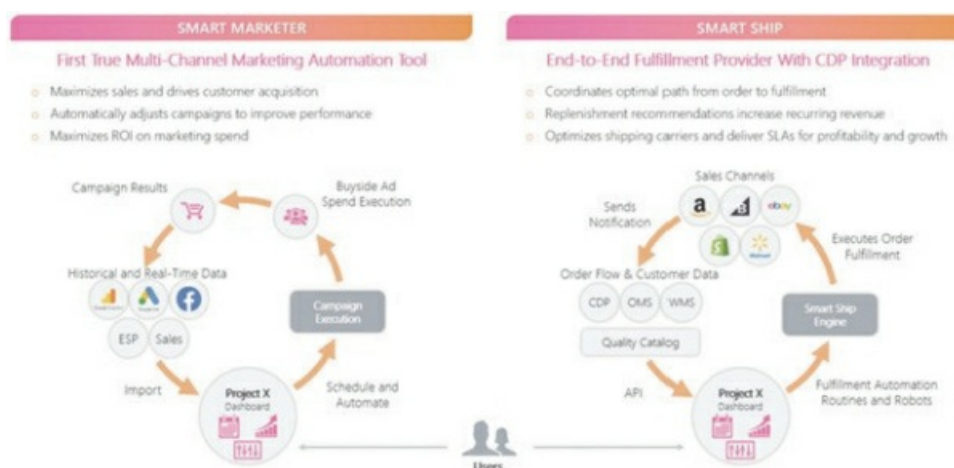 SMART MARKETER
First True Multi-Channel Marketing Automation Tool
Maximizes sales and drives customer acquisition
Automatically adjusts campaigns to improve performance
Maximizes ROI on marketing spend
Campaign Results
Buyside Ad
Spend Execution
Historical and Real-Time Data
ESP
Sales
Campaign
Execution
Import
Project X
Dashboard
Schedule and
Automate
SMART SHIP
End-to-End Fulfillment Provider With CDP Integration
Coordinates optimal path from order to fulfillment
Replenishment recommendations increase recurring revenue
Optimizes shipping carriers and deliver SLAs for profitability and growth
Sales Channels
Sends
Notification
a
B
ebay
Walmart
Executes Order
Fulfillment
Order Flow & Customer Data
CDP
OMS
WMS
Quality Catalog
Smart Ship
Engine
API
Project X
Dashboard
Fulfillment Automation
Routines and Robots
Users